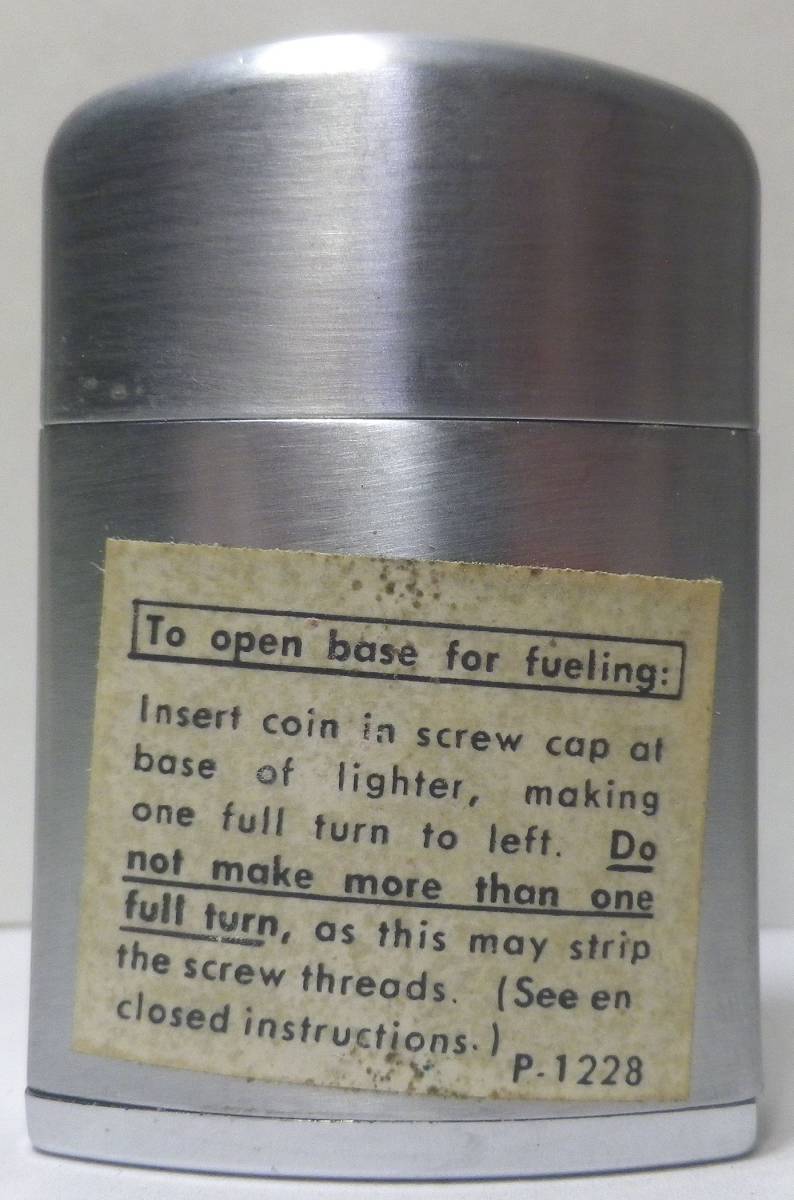 To open base for fueling:
Insert coin in screw cap at
base of lighter, making
one full turn to left. Do
not make more than one
full turn, as this may strip
the screw threads. (See en
closed instructions.)
P-1228